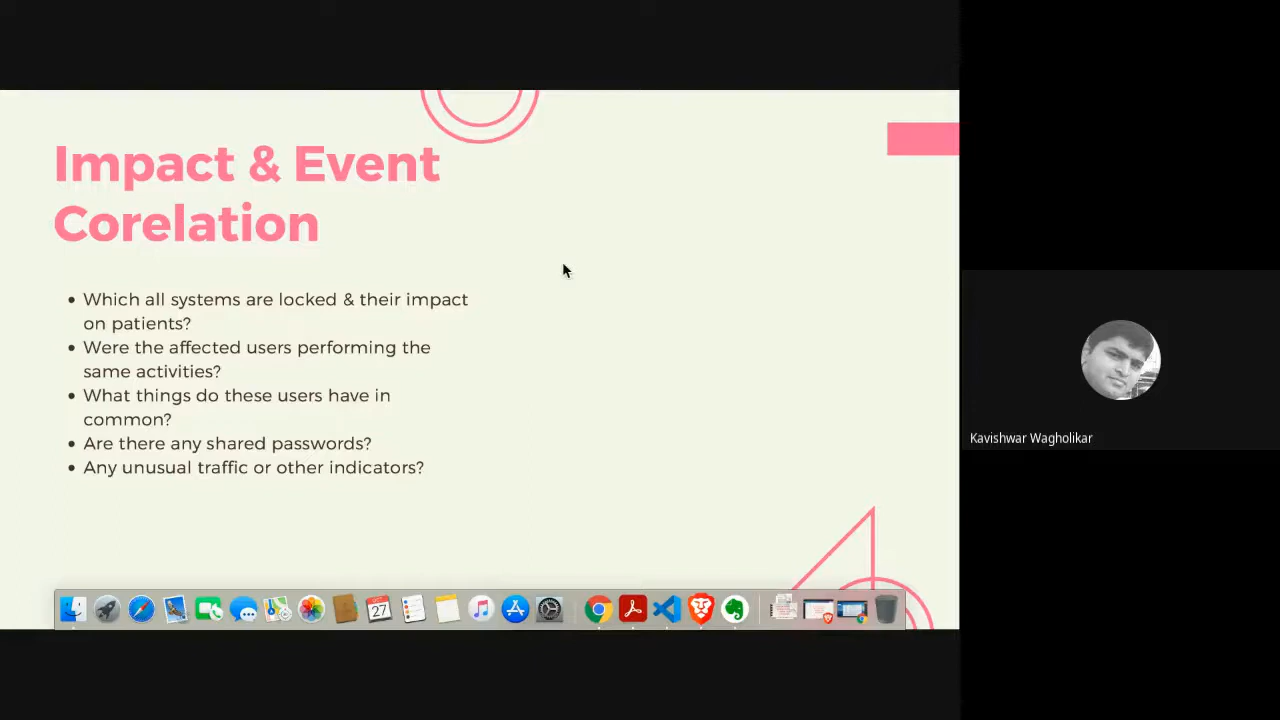 Impact & Event
Corelation
• Which all systems are locked & their impact
on patients?
• Were the affected users performing the
same activities?
• What things do these users have in
common?
• Are there any shared passwords?
• Any unusual traffic or other indicators?
Kavishwar Wagholikar
27